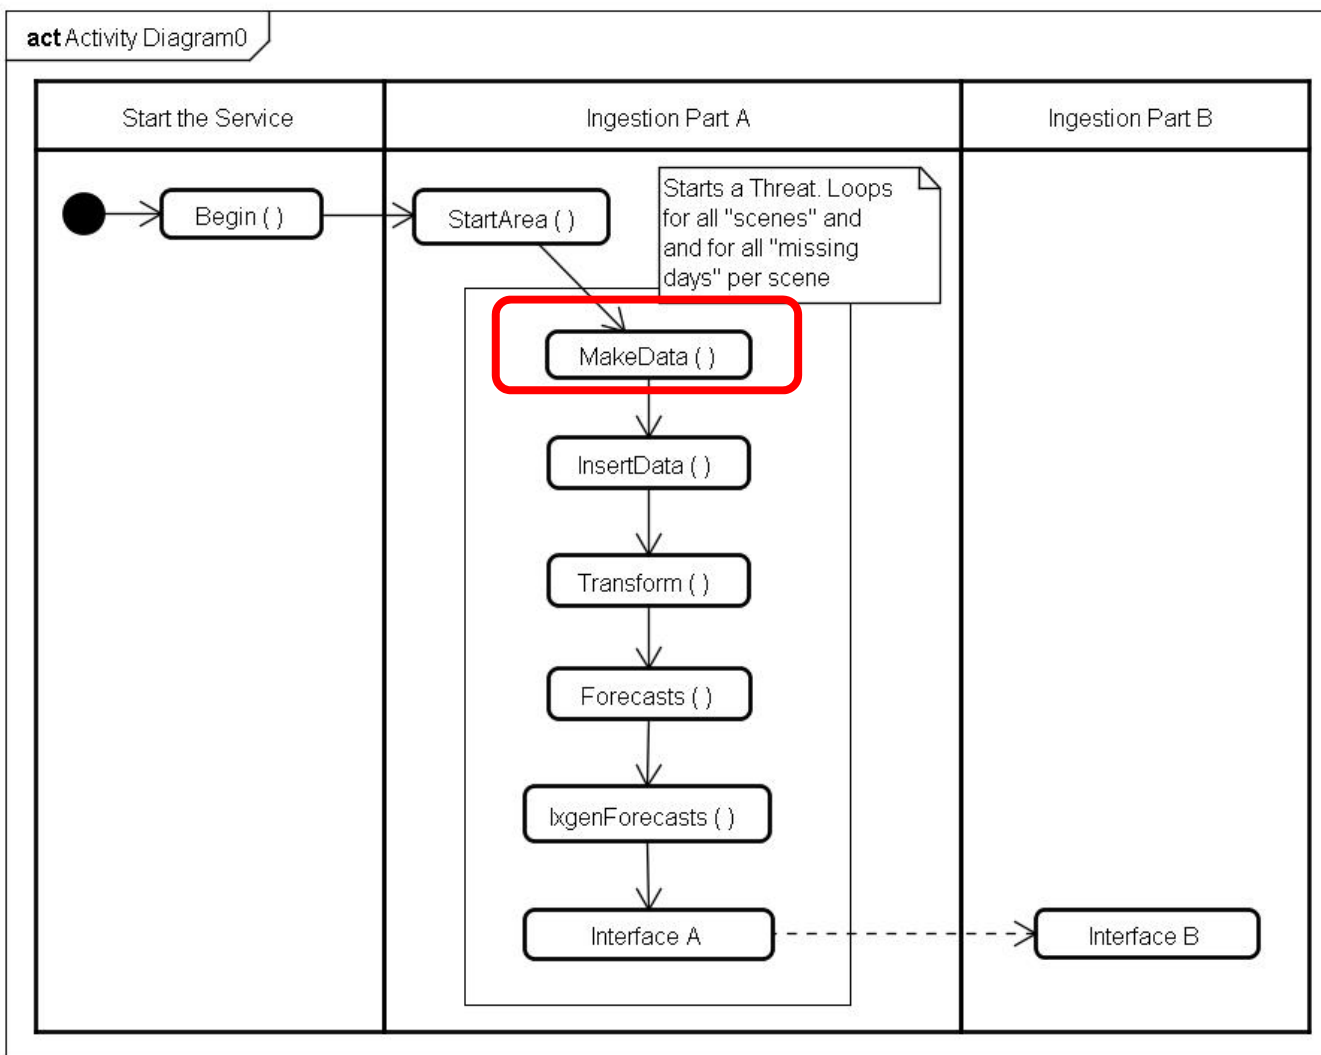 act Activity Diagram0
Start the Service
Ingestion Part A
Ingestion Part B
Begin ( )
StartArea ( )
Starts a Threat. Loops
for all "scenes" and
and for all "missing
days" per scene
MakeData ( )
InsertData ( )
Transform ( )
Forecasts ( )
IxgenForecasts ( )
Interface A
Interface B